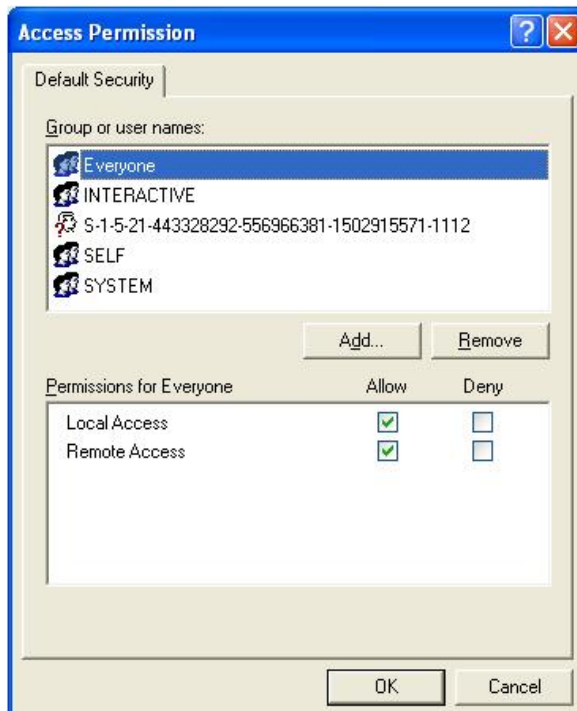 Access Permission
Default Security
Group or user names:
Everyone
INTERACTIVE
S-1-5-21-443328292-556966381-1502915571-1112
SELF
SYSTEM
Add... Remove
Permissions for Everyone Allow Deny
Local Access
Remote Access
OK Cancel